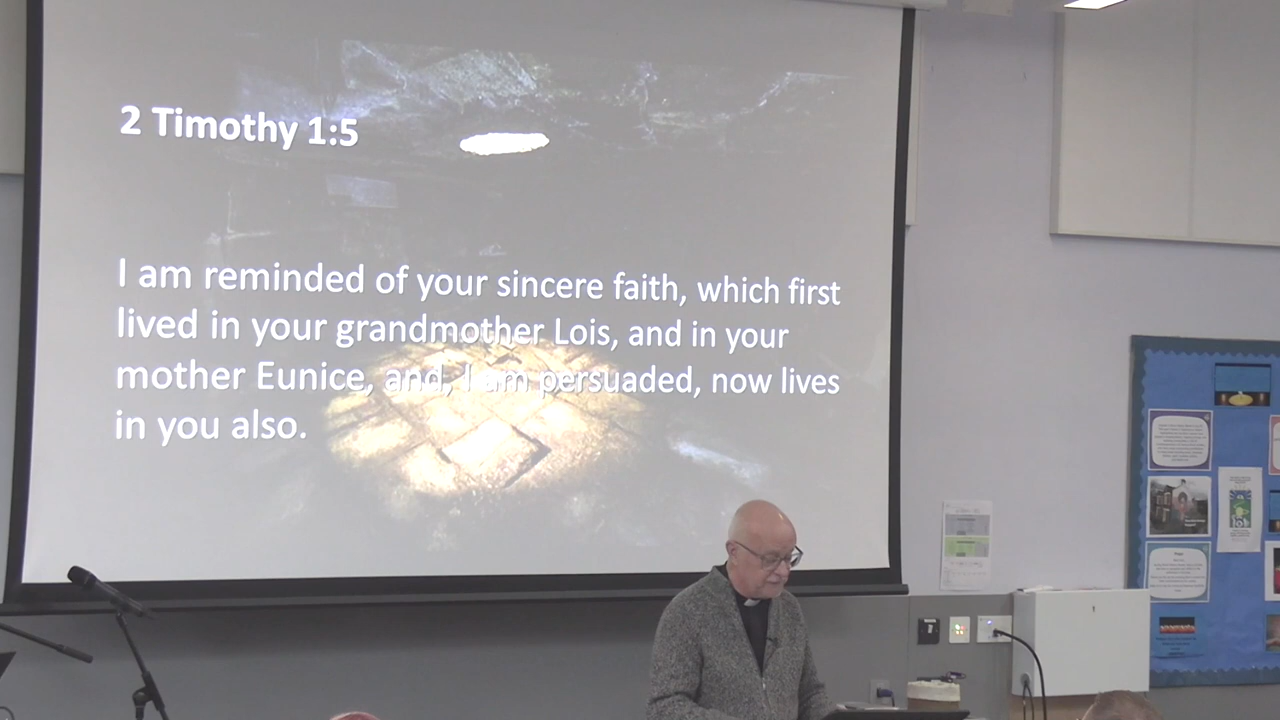 2 Timothy 1:5
I am reminded of your sincere faith, which first
lived in your grandmother Lois, and in your
mother Eunice, and, I am persuaded, now lives
in you also.